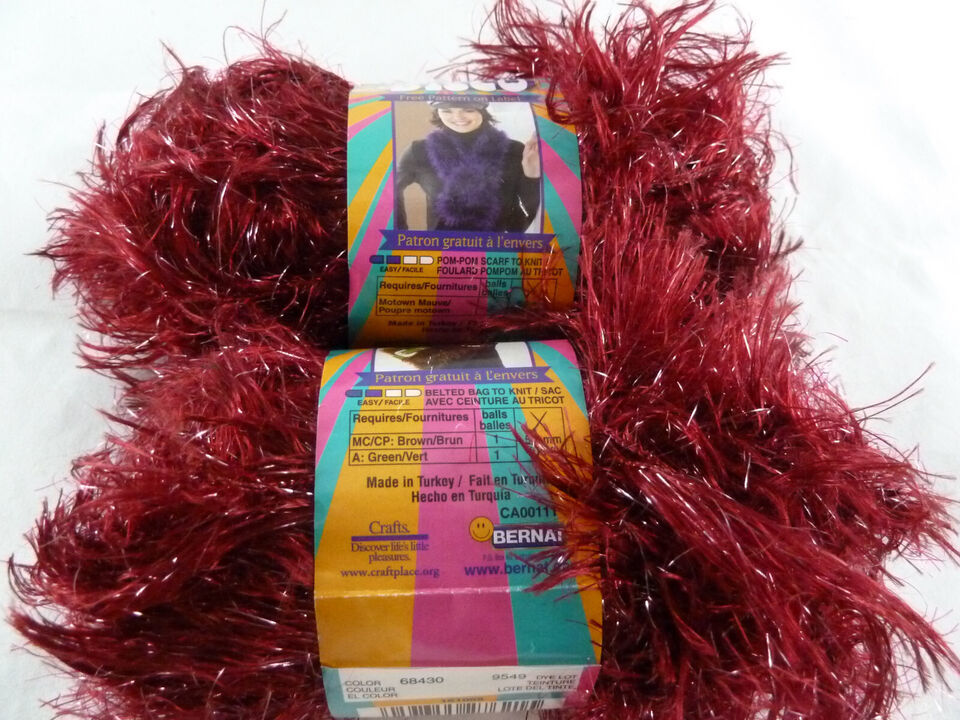 Free Pattern on Label
Patron gratuit à l'envers
EASY/FACILE
POM-POM SCARF TO KNIT
FOULARD POMPOM AU TRICOT
Requires/Fournitures balls balles
Motown Mauve/
Poupre motown
Made in Turkey /
Patron gratuit à l'envers
EASY/FACILE
BELTED BAG TO KNIT / SAC
AVEC CEINTURE AU TRICOT
Requires/Fournitures balls balles
MC/CP: Brown/Brun 1
A: Green/Vert 1
Made in Turkey / Fait en
Hecho en Turquia
CA00111
Crafts.
Discover life's little
pleasures.
www.craftplace.org
BERNAT
www.bernat
COLOR 68430 9549 DYE LOT
COULEUR TEINTURE
EL COLOR LOTE DEL TINTE